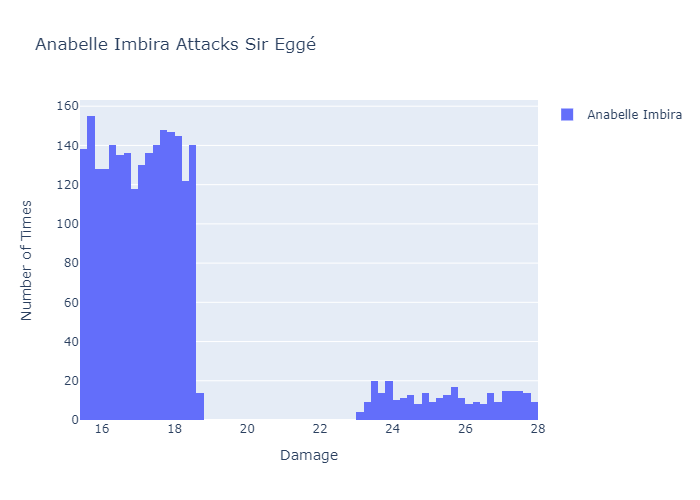 Anabelle Imbira Attacks Sir Eggé
Anabelle Imbira
160
140
120
100
80
60
40
20
0
Number of Times
16 18 20 22 24 26 28
Damage